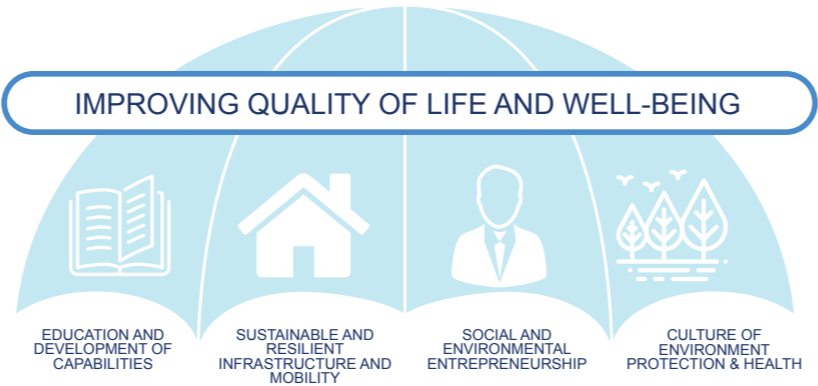 IMPROVING QUALITY OF LIFE AND WELL-BEING
EDUCATION AND
DEVELOPMENT OF
CAPABILITIES
SUSTAINABLE AND
RESILIENT
INFRASTRUCTURE AND
MOBILITY
SOCIAL AND
ENVIRONMENTAL
ENTREPRENEURSHIP
CULTURE OF
ENVIRONMENT
PROTECTION & HEALTH